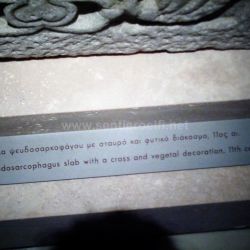 ψευδοσαρκοφάγου με σταυρό και φυτικό διάκοσμο, 11ος αι
dosarcophagus slab with a cross and vegetal decoration, 11th c